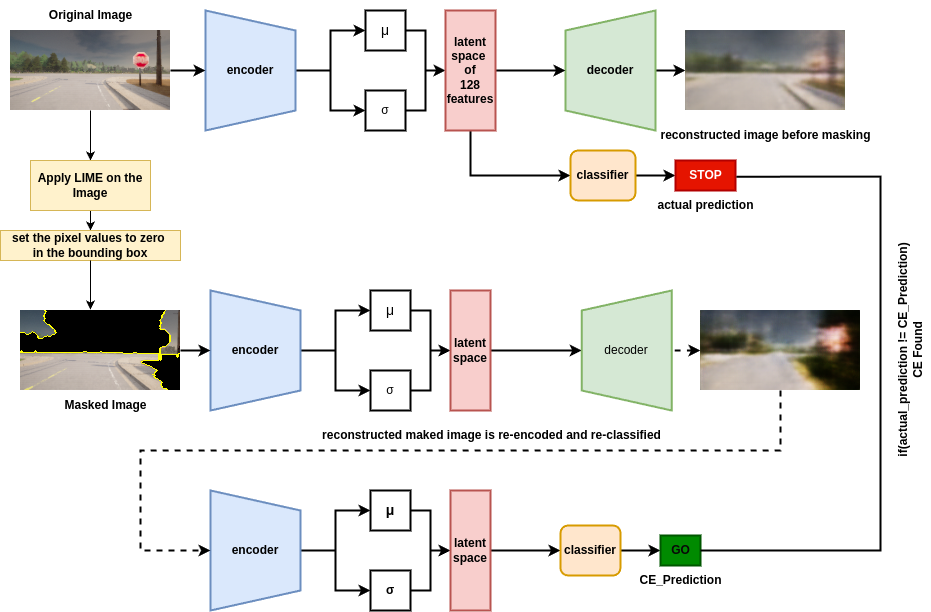 Original Image
encoder
μ
σ
latent
space
of
128
features
decoder
reconstructed image before masking
classifier
STOP
actual prediction
Apply LIME on the
Image
set the pixel values to zero
in the bounding box
Masked Image
encoder
μ
σ
latent
space
decoder
if(actual_prediction != CE_Prediction)
CE Found
reconstructed maked image is re-encoded and re-classified
encoder
μ
σ
latent
space
classifier
GO
CE_Prediction